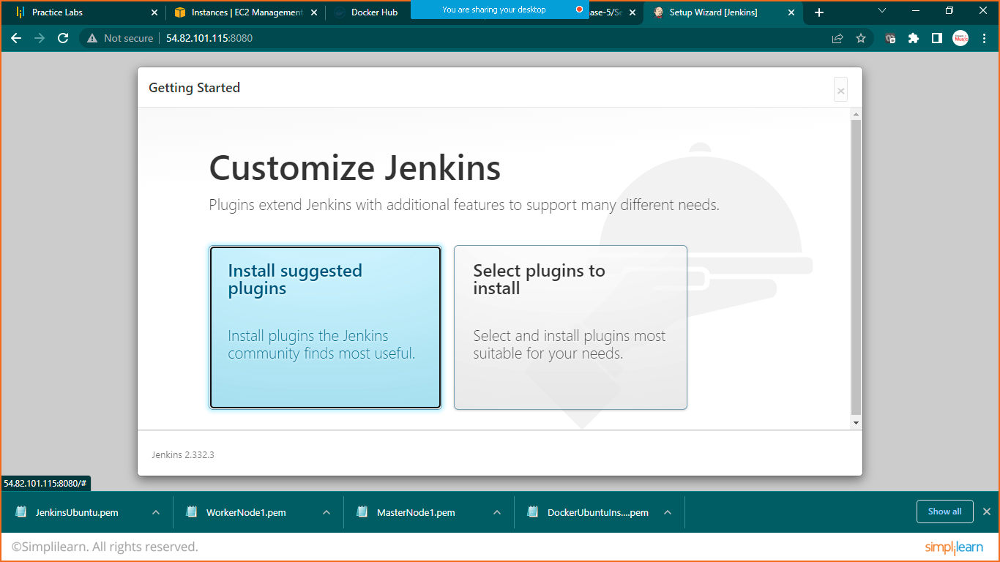 Practice Labs
Instances | EC2 Management
Docker Hub
You are sharing your desktop
ase-5/Se
Setup Wizard [Jenkins]
Not secure
54.82.101.115:8080
Getting Started
Customize Jenkins
Plugins extend Jenkins with additional features to support many different needs.
Install suggested
plugins
Install plugins the Jenkins
community finds most useful.
Select plugins to
install
Select and install plugins most
suitable for your needs.
Jenkins 2.332.3
54.82.101.115:8080/#
JenkinsUbuntu.pem
WorkerNode1.pem
MasterNode1.pem
DockerUbuntuIns....pem
Show all
©Simplilearn. All rights reserved.
simplilearn